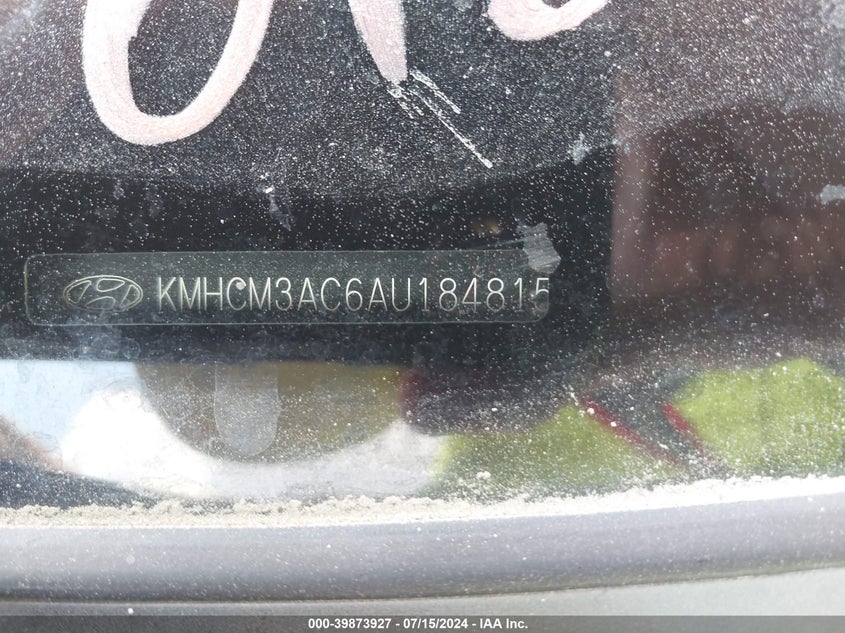 KMHCM3AC6AU184815
000-39873927 - 07/15/2024 - IAA Inc.